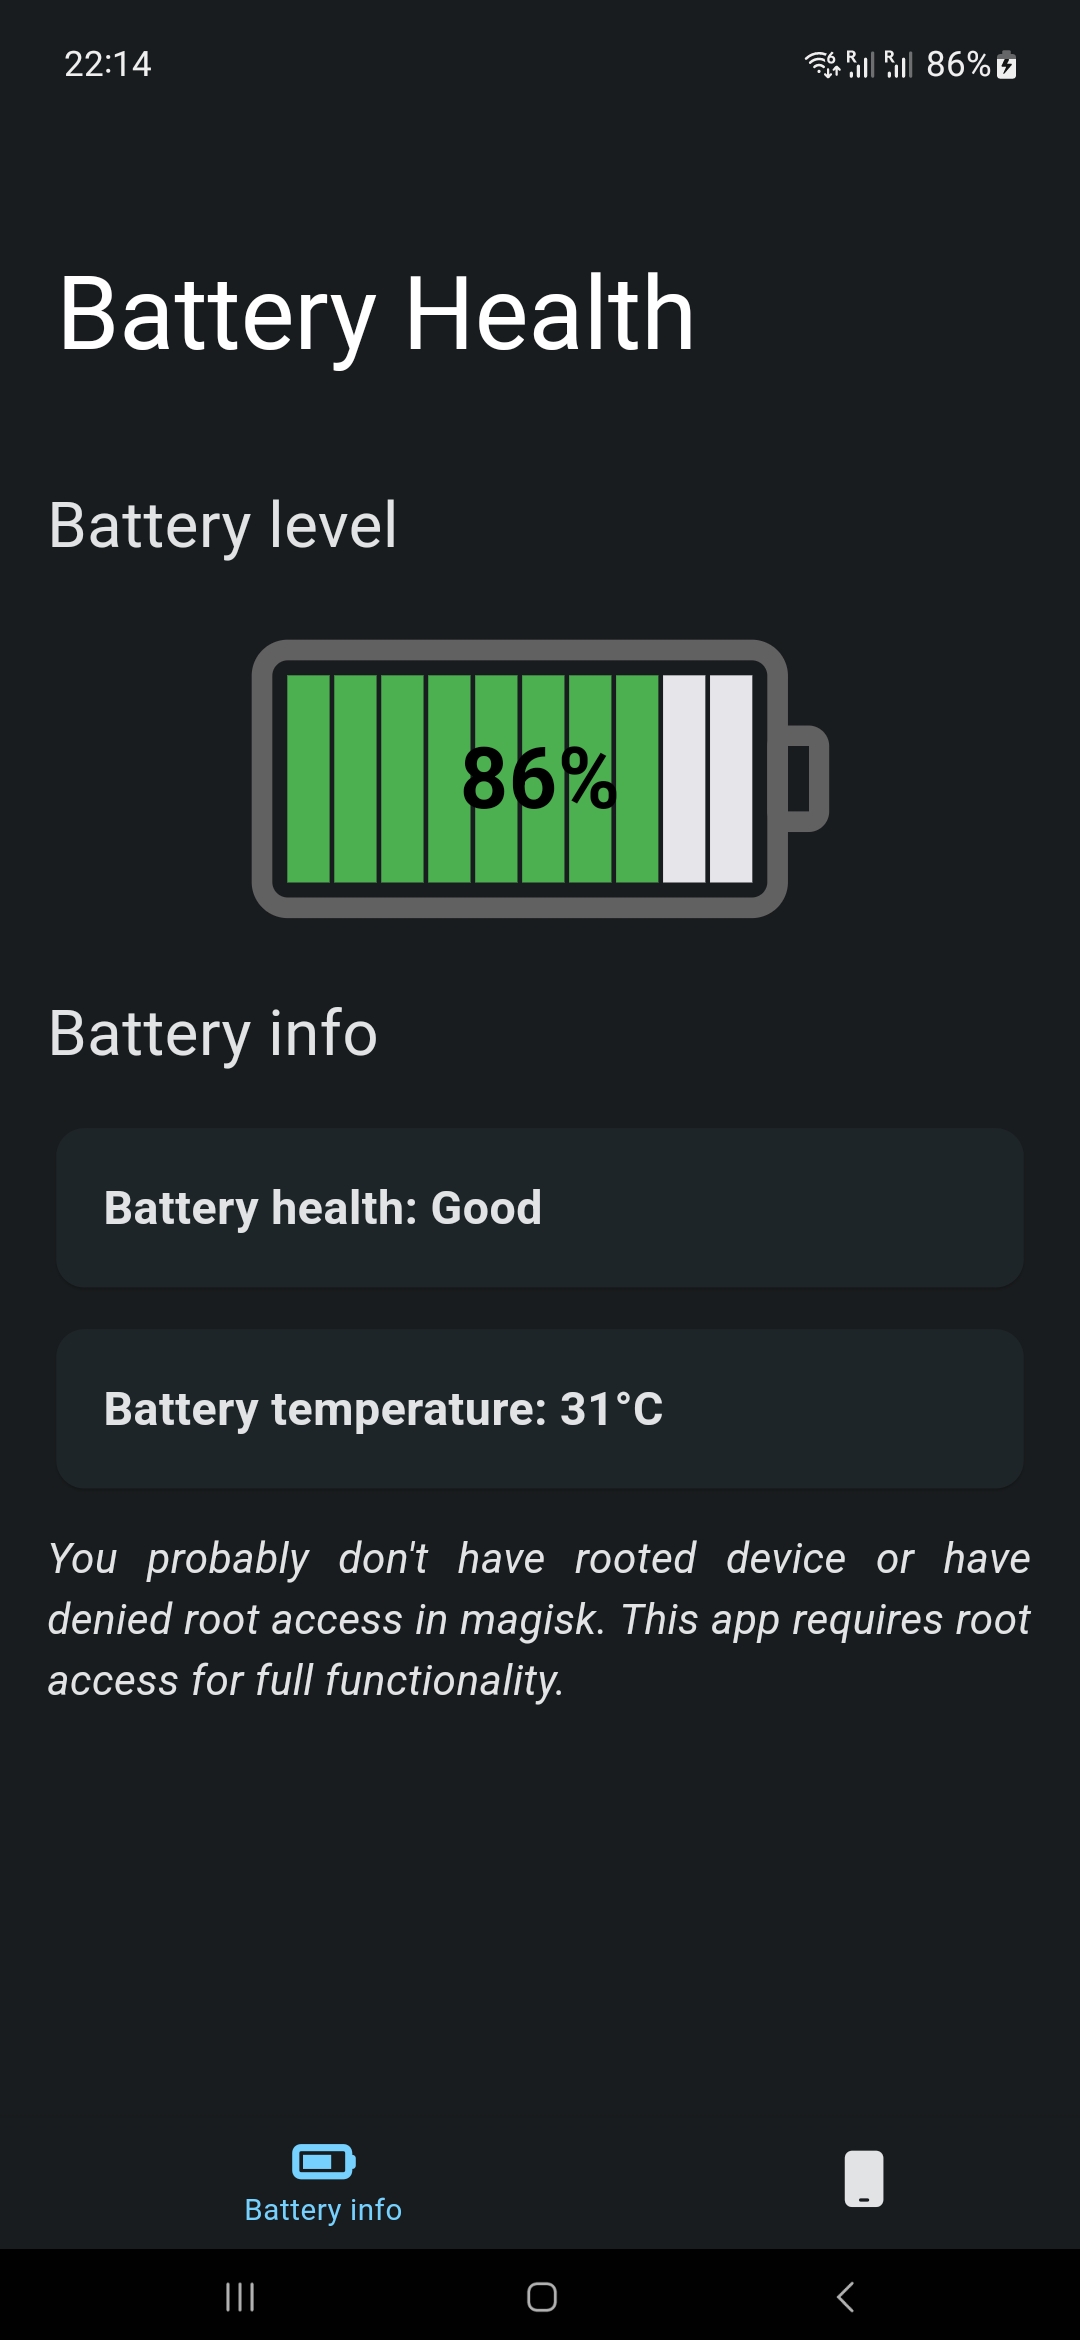 22:14
6 R R 86%
Battery Health
Battery level
86%
Battery info
Battery health: Good
Battery temperature: 31°C
You probably don't have rooted device or have
denied root access in magisk. This app requires root
access for full functionality.
Battery info